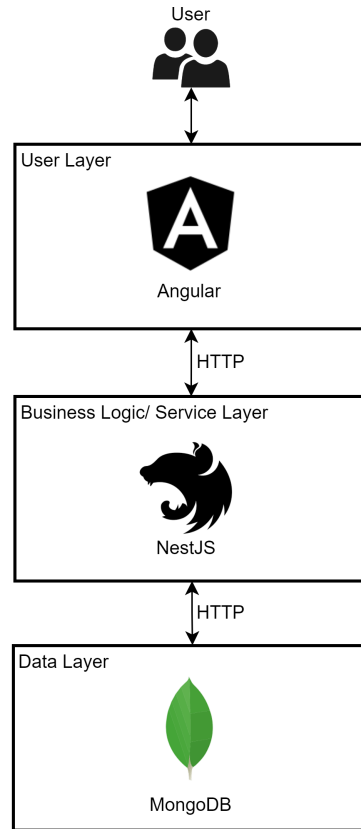 User
User Layer
A
Angular
HTTP
Business Logic/ Service Layer
NestJS
HTTP
Data Layer
MongoDB